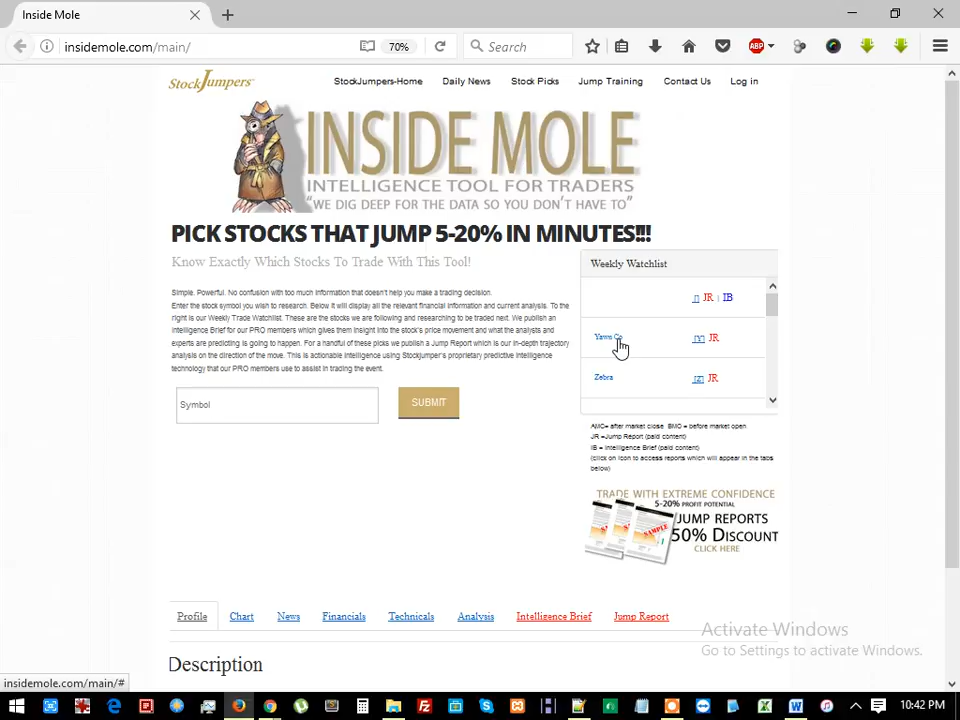 Inside Mole
insidemole.com/main/
70%
Search
ABP
StockJumpers
StockJumpers-Home Daily News Stock Picks Jump Training Contact Us Log in
INSIDE MOLE
INTELLIGENCE TOOL FOR TRADERS
"WE DIG DEEP FOR THE DATA SO YOU DON'T HAVE TO"
PICK STOCKS THAT JUMP 5-20% IN MINUTES!!!
Know Exactly Which Stocks To Trade With This Tool!
Simple. Powerful. No confusion with too much information that doesn't help you make a trading decision.
Enter the stock symbol you wish to research. Below it will display all the relevant financial information and current analysis. To the
right is our Weekly Trade Watchlist. These are the stocks we are following and researching to be traded next. We publish an
Intelligence Brief for our PRO members which gives them insight into the stock's price movement and what the analysts and
experts are predicting is going to happen. For a handful of these picks we publish a Jump Report which is our in-depth trajectory
analysis on the direction of the move. This is actionable intelligence using Stockjumper's proprietary predictive intelligence
technology that our PRO members use to assist in trading the event.
Symbol
SUBMIT
Weekly Watchlist
[] JR | IB
Yawn Co [Y] JR
Zebra [Z] JR
AMC= after market close BMO = before market open
JR =Jump Report (paid content)
IB = Intelligence Brief (paid content)
(click on icon to access reports which will appear in the tabs
below)
TRADE WITH EXTREME CONFIDENCE
5-20% PROFIT POTENTIAL
JUMP REPORTS
50% DISCOUNT
CLICK HERE
SAMPLE
SAMPLE
SAMPLE
Profile Chart News Financials Technicals Analysis Intelligence Brief Jump Report
Description
Activate Windows
Go to Settings to activate Windows.
insidemole.com/main/#
10:42 PM